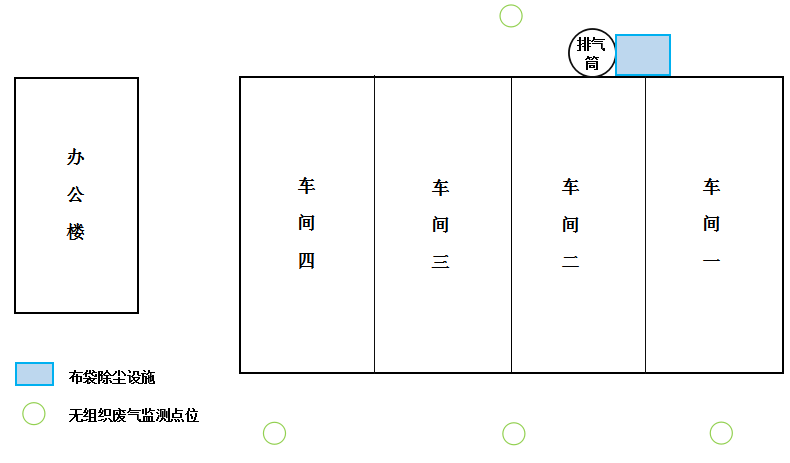 排气
筒
办公楼
车间四
车间三
车间二
车间一
布袋除尘设施
无组织废气监测点位